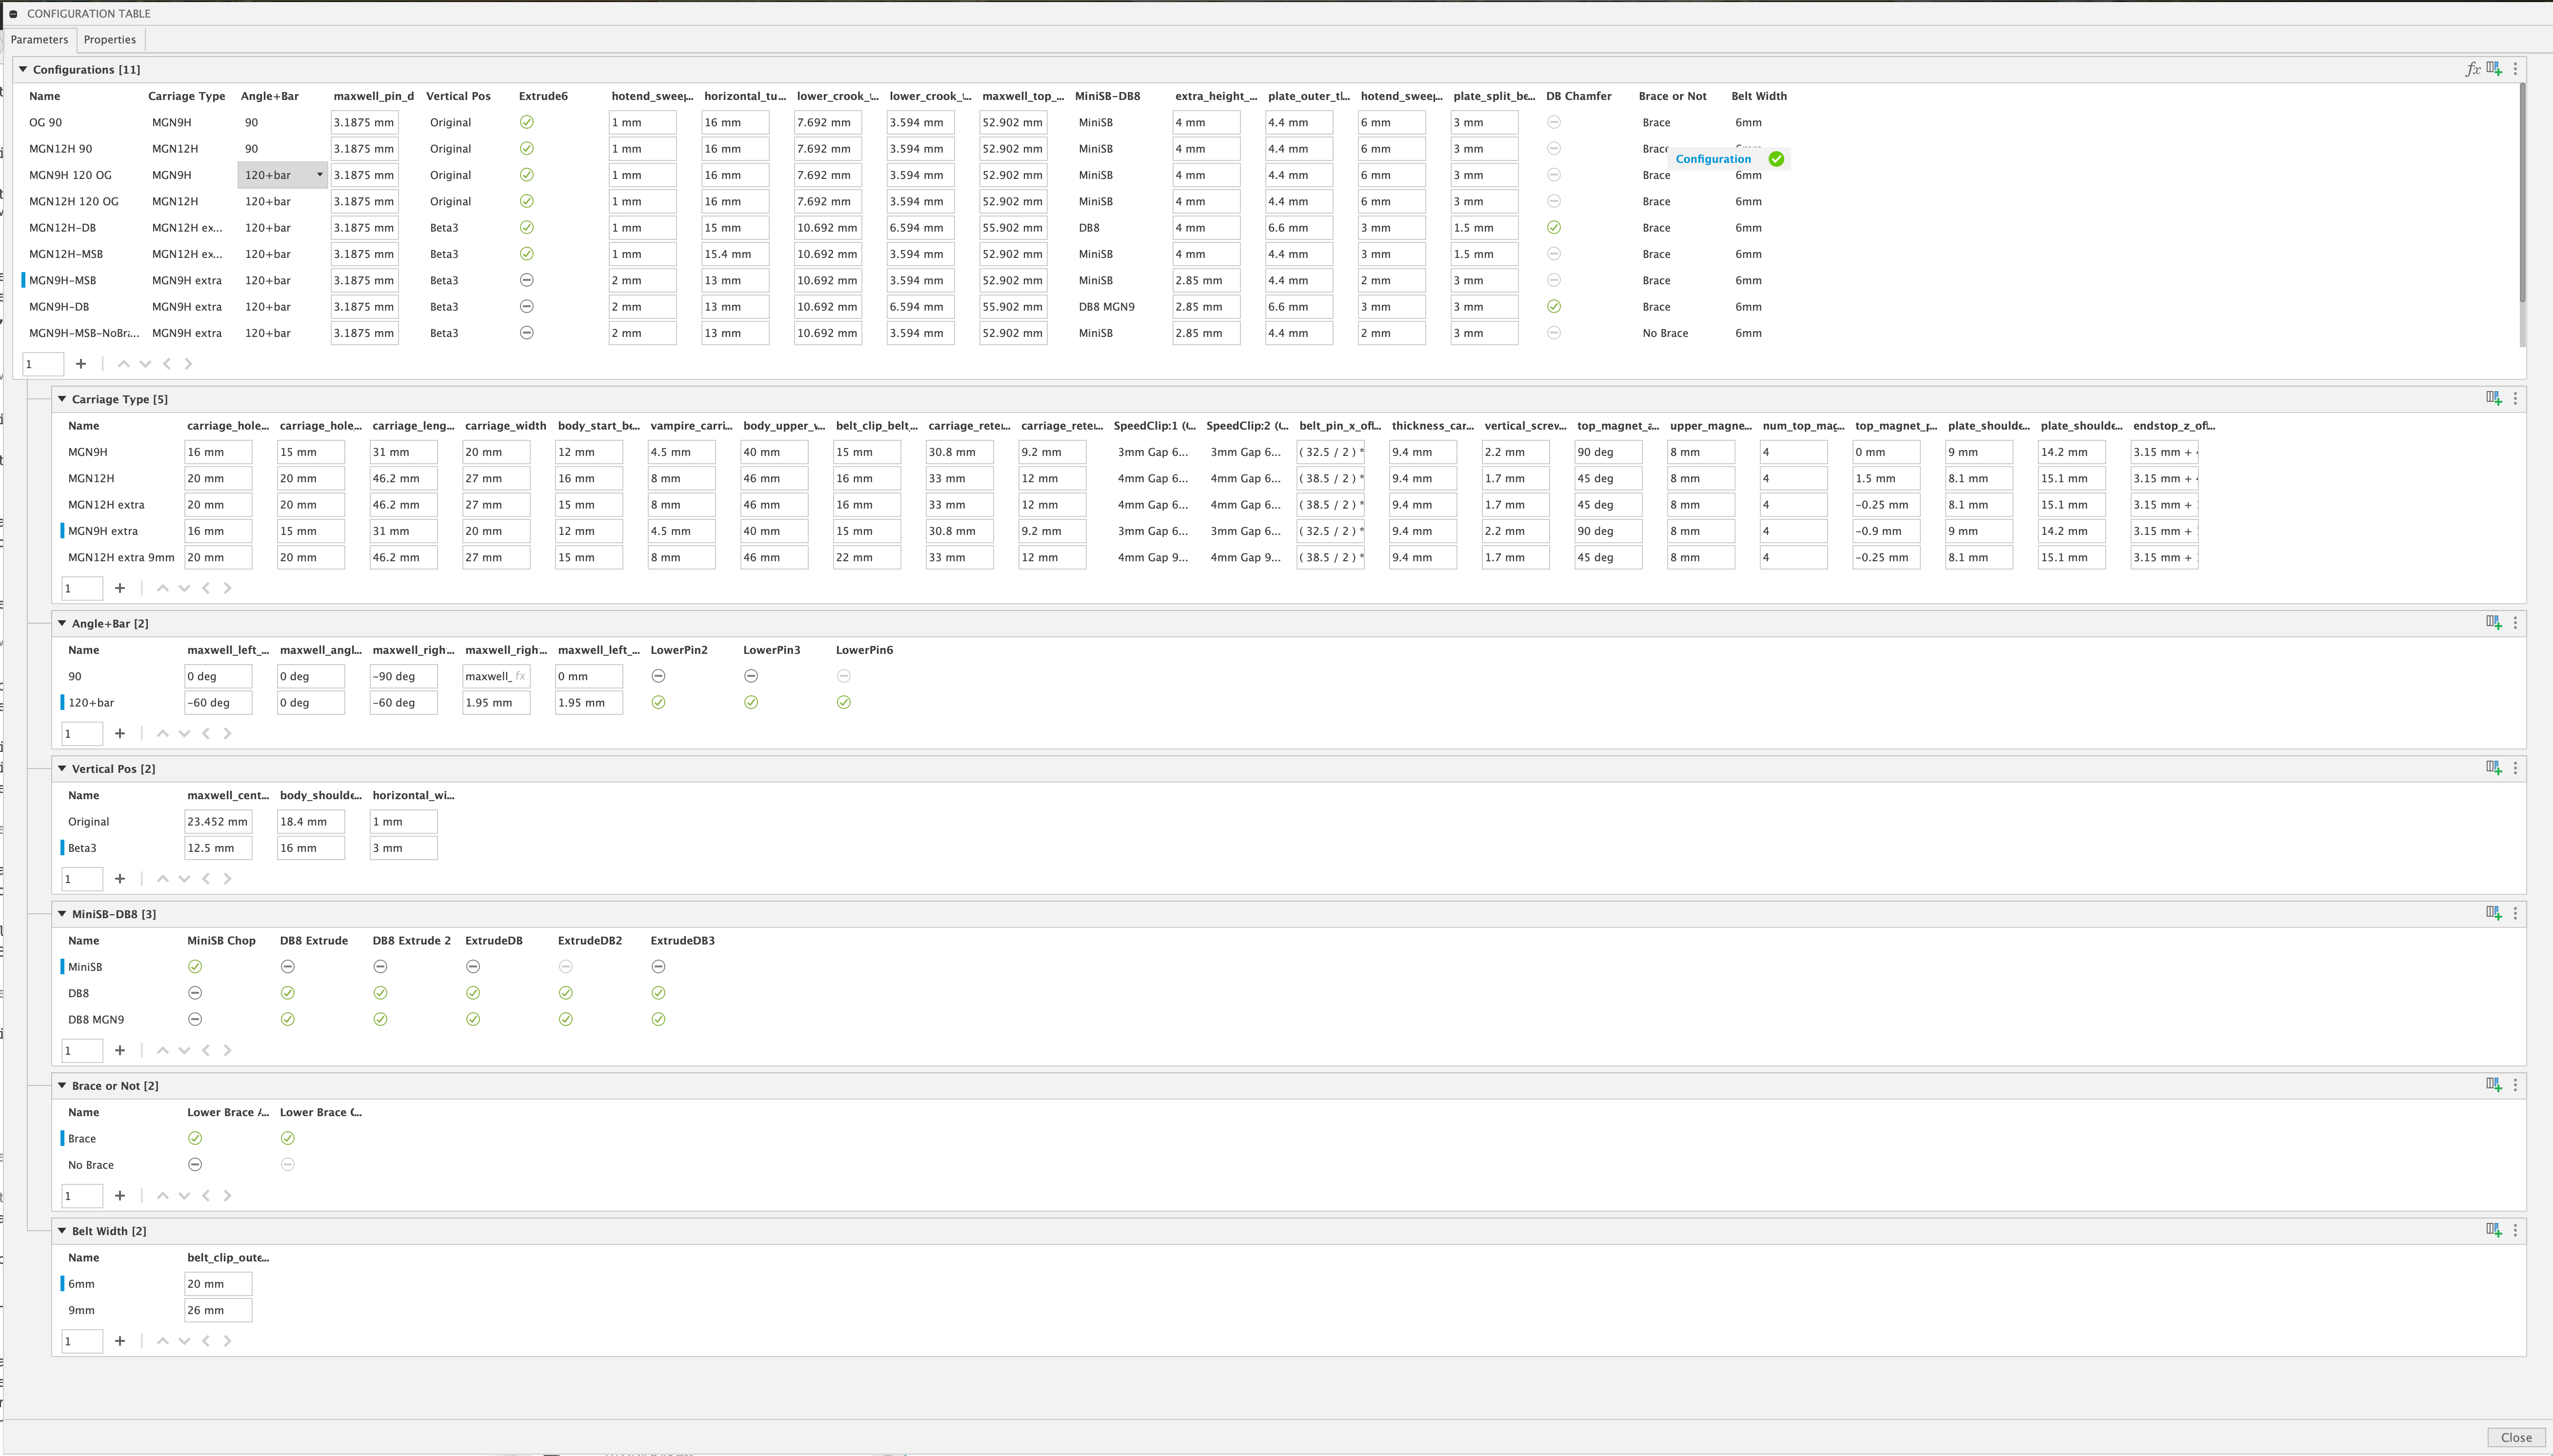 CONFIGURATION TABLE
Parameters Properties
Configurations [11] fx
Name Carriage Type Angle+Bar maxwell_pin_d Vertical Pos Extrude6 hotend_sweep... horizontal_tu... lower_crook_t... lower_crook_t... maxwell_top_... MiniSB-DB8 extra_height_... plate_outer_t... hotend_sweep... plate_split_be... DB Chamfer Brace or Not Belt Width
OG 90 MGN9H 90 3.1875 mm Original 1 mm 16 mm 7.692 mm 3.594 mm 52.902 mm MiniSB 4 mm 4.4 mm 6 mm 3 mm Brace 6mm
MGN12H 90 MGN12H 90 3.1875 mm Original 1 mm 16 mm 7.692 mm 3.594 mm 52.902 mm MiniSB 4 mm 4.4 mm 6 mm 3 mm Brace
Configuration
MGN9H 120 OG MGN9H 120+bar 3.1875 mm Original 1 mm 16 mm 7.692 mm 3.594 mm 52.902 mm MiniSB 4 mm 4.4 mm 6 mm 3 mm Brace 6mm
MGN12H 120 OG MGN12H 120+bar 3.1875 mm Original 1 mm 16 mm 7.692 mm 3.594 mm 52.902 mm MiniSB 4 mm 4.4 mm 6 mm 3 mm Brace 6mm
MGN12H-DB MGN12H ex... 120+bar 3.1875 mm Beta3 1 mm 15 mm 10.692 mm 6.594 mm 55.902 mm DB8 4 mm 6.6 mm 3 mm 1.5 mm Brace 6mm
MGN12H-MSB MGN12H ex... 120+bar 3.1875 mm Beta3 1 mm 15.4 mm 10.692 mm 3.594 mm 52.902 mm MiniSB 4 mm 4.4 mm 3 mm 1.5 mm Brace 6mm
MGN9H-MSB MGN9H extra 120+bar 3.1875 mm Beta3 2 mm 13 mm 10.692 mm 3.594 mm 52.902 mm MiniSB 2.85 mm 4.4 mm 2 mm 3 mm Brace 6mm
MGN9H-DB MGN9H extra 120+bar 3.1875 mm Beta3 2 mm 13 mm 10.692 mm 6.594 mm 55.902 mm DB8 MGN9 2.85 mm 6.6 mm 3 mm 3 mm Brace 6mm
MGN9H-MSB-NoBr... MGN9H extra 120+bar 3.1875 mm Beta3 2 mm 13 mm 10.692 mm 3.594 mm 52.902 mm MiniSB 2.85 mm 4.4 mm 2 mm 3 mm No Brace 6mm
1 +
Carriage Type [5]
Name carriage_hole... carriage_hole... carriage_leng... carriage_width body_start_be... vampire_carri... body_upper_v... belt_clip_belt_... carriage_retei... carriage_retei... SpeedClip:1 (... SpeedClip:2 (... belt_pin_x_off... thickness_car... vertical_screv... top_magnet_a... upper_magne... num_top_mag... top_magnet_p... plate_shoulde... plate_shoulde... endstop_z_off...
MGN9H 16 mm 15 mm 31 mm 20 mm 12 mm 4.5 mm 40 mm 15 mm 30.8 mm 9.2 mm 3mm Gap 6... 3mm Gap 6... ( 32.5 / 2 ) * 9.4 mm 2.2 mm 90 deg 8 mm 4 0 mm 9 mm 14.2 mm 3.15 mm +
MGN12H 20 mm 20 mm 46.2 mm 27 mm 16 mm 8 mm 46 mm 16 mm 33 mm 12 mm 4mm Gap 6... 4mm Gap 6... ( 38.5 / 2 ) * 9.4 mm 1.7 mm 45 deg 8 mm 4 1.5 mm 8.1 mm 15.1 mm 3.15 mm +
MGN12H extra 20 mm 20 mm 46.2 mm 27 mm 15 mm 8 mm 46 mm 16 mm 33 mm 12 mm 4mm Gap 6... 4mm Gap 6... ( 38.5 / 2 ) * 9.4 mm 1.7 mm 45 deg 8 mm 4 -0.25 mm 8.1 mm 15.1 mm 3.15 mm +
MGN9H extra 16 mm 15 mm 31 mm 20 mm 12 mm 4.5 mm 40 mm 15 mm 30.8 mm 9.2 mm 3mm Gap 6... 3mm Gap 6... ( 32.5 / 2 ) * 9.4 mm 2.2 mm 90 deg 8 mm 4 -0.9 mm 9 mm 14.2 mm 3.15 mm +
MGN12H extra 9mm 20 mm 20 mm 46.2 mm 27 mm 15 mm 8 mm 46 mm 22 mm 33 mm 12 mm 4mm Gap 9... 4mm Gap 9... ( 38.5 / 2 ) * 9.4 mm 1.7 mm 45 deg 8 mm 4 -0.25 mm 8.1 mm 15.1 mm 3.15 mm +
1 +
Angle+Bar [2]
Name maxwell_left_... maxwell_angl... maxwell_righ... maxwell_righ... maxwell_left_... LowerPin2 LowerPin3 LowerPin6
90 0 deg 0 deg -90 deg maxwell_ fx 0 mm
120+bar -60 deg 0 deg -60 deg 1.95 mm 1.95 mm
1 +
Vertical Pos [2]
Name maxwell_cent... body_shoulde... horizontal_wi...
Original 23.452 mm 18.4 mm 1 mm
Beta3 12.5 mm 16 mm 3 mm
1 +
MiniSB-DB8 [3]
Name MiniSB Chop DB8 Extrude DB8 Extrude 2 ExtrudeDB ExtrudeDB2 ExtrudeDB3
MiniSB
DB8
DB8 MGN9
1 +
Brace or Not [2]
Name Lower Brace A... Lower Brace C...
Brace
No Brace
1 +
Belt Width [2]
Name belt_clip_oute...
6mm 20 mm
9mm 26 mm
1 +
Close